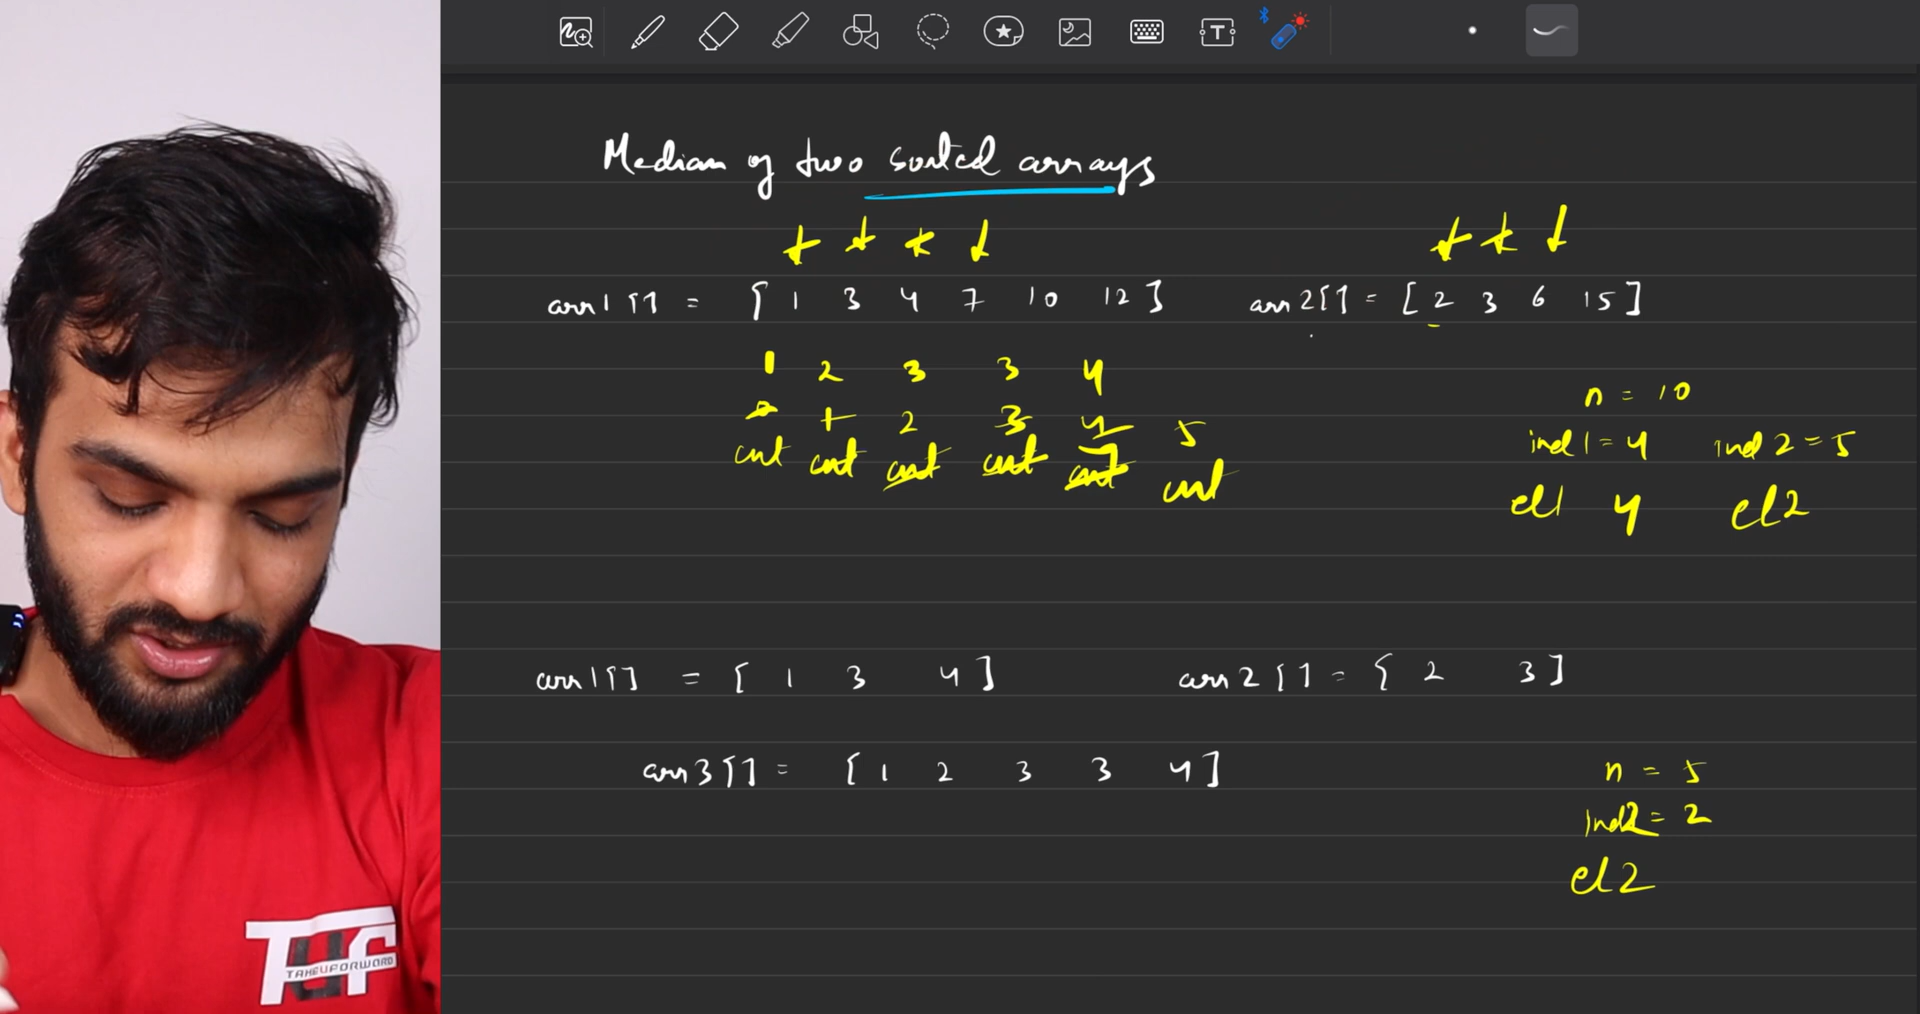 Median of two sorted arrays
arr1[] = [ 1 3 4 7 10 12 ] arr2[] = [ 2 3 6 15 ]
1 2 3 3 4
n = 10
0 1 2 3 4 5
ind1 = 4 ind2 = 5
cnt cnt cnt cnt cnt cnt
el1 4 el2
arr1[] = [ 1 3 4 ] arr2[] = [ 2 3 ]
arr3[] = [ 1 2 3 3 4 ]
n = 5
ind2 = 2
el2
TUF
TAKEUFORWARD
T